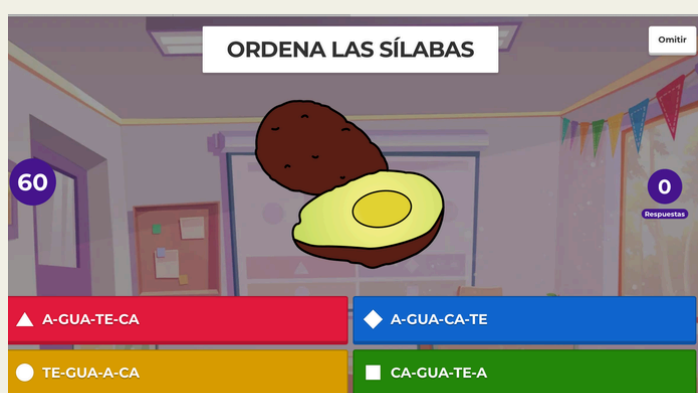 ORDENA LAS SÍLABAS
Omitir
60
0
Respuestas
A-GUA-TE-CA
A-GUA-CA-TE
TE-GUA-A-CA
CA-GUA-TE-A